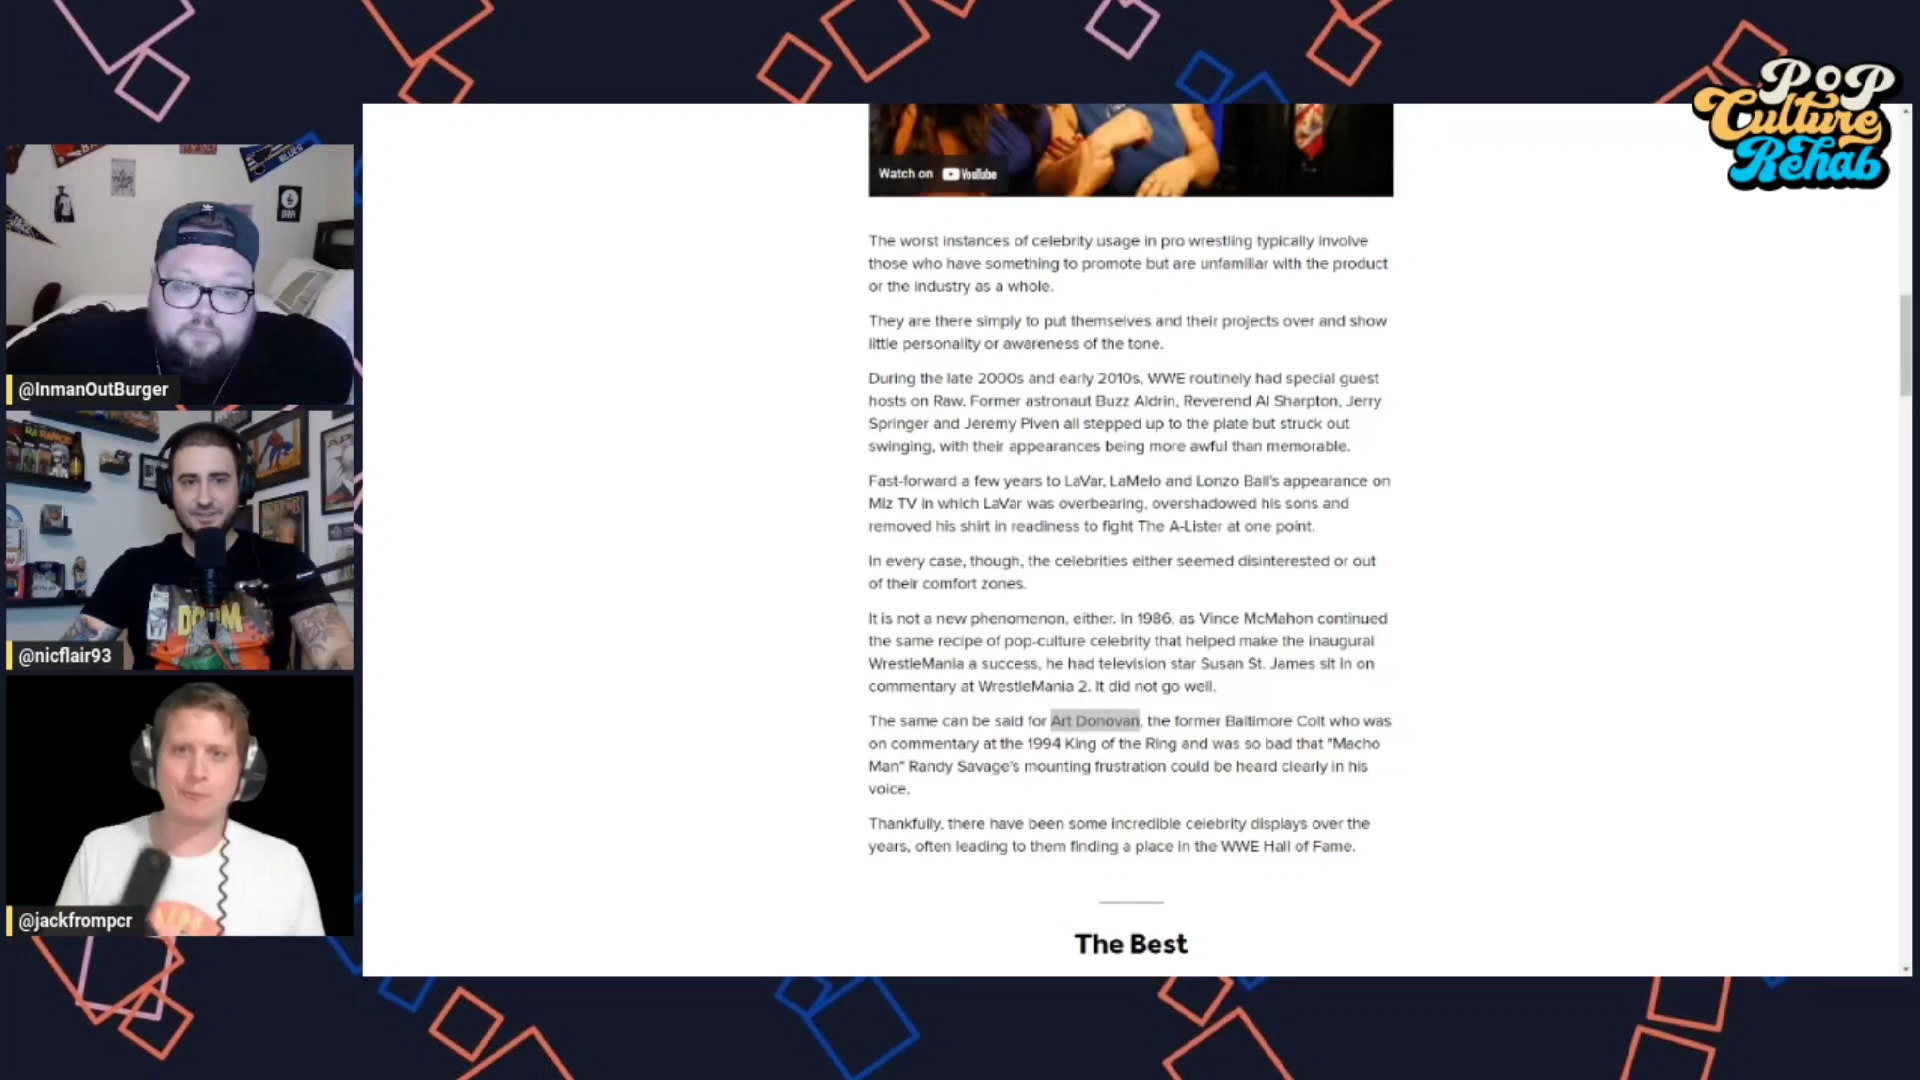 Pop
Culture
Rehab
BLUES
@InmanOutBurger
DOOM
@nicflair93
@jackfrompcr
Watch on YouTube
The worst instances of celebrity usage in pro wrestling typically involve
those who have something to promote but are unfamiliar with the product
or the industry as a whole.
They are there simply to put themselves and their projects over and show
little personality or awareness of the tone.
During the late 2000s and early 2010s, WWE routinely had special guest
hosts on Raw. Former astronaut Buzz Aldrin, Reverend Al Sharpton, Jerry
Springer and Jeremy Piven all stepped up to the plate but struck out
swinging, with their appearances being more awful than memorable.
Fast-forward a few years to LaVar, LaMelo and Lonzo Ball's appearance on
Miz TV in which LaVar was overbearing, overshadowed his sons and
removed his shirt in readiness to fight The A-Lister at one point.
In every case, though, the celebrities either seemed disinterested or out
of their comfort zones.
It is not a new phenomenon, either. In 1986, as Vince McMahon continued
the same recipe of pop-culture celebrity that helped make the inaugural
WrestleMania a success, he had television star Susan St. James sit in on
commentary at WrestleMania 2. It did not go well.
The same can be said for Art Donovan, the former Baltimore Colt who was
on commentary at the 1994 King of the Ring and was so bad that "Macho
Man" Randy Savage's mounting frustration could be heard clearly in his
voice.
Thankfully, there have been some incredible celebrity displays over the
years, often leading to them finding a place in the WWE Hall of Fame.
The Best